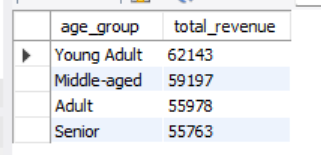 age_group total_revenue
Young Adult 62143
Middle-aged 59197
Adult 55978
Senior 55763